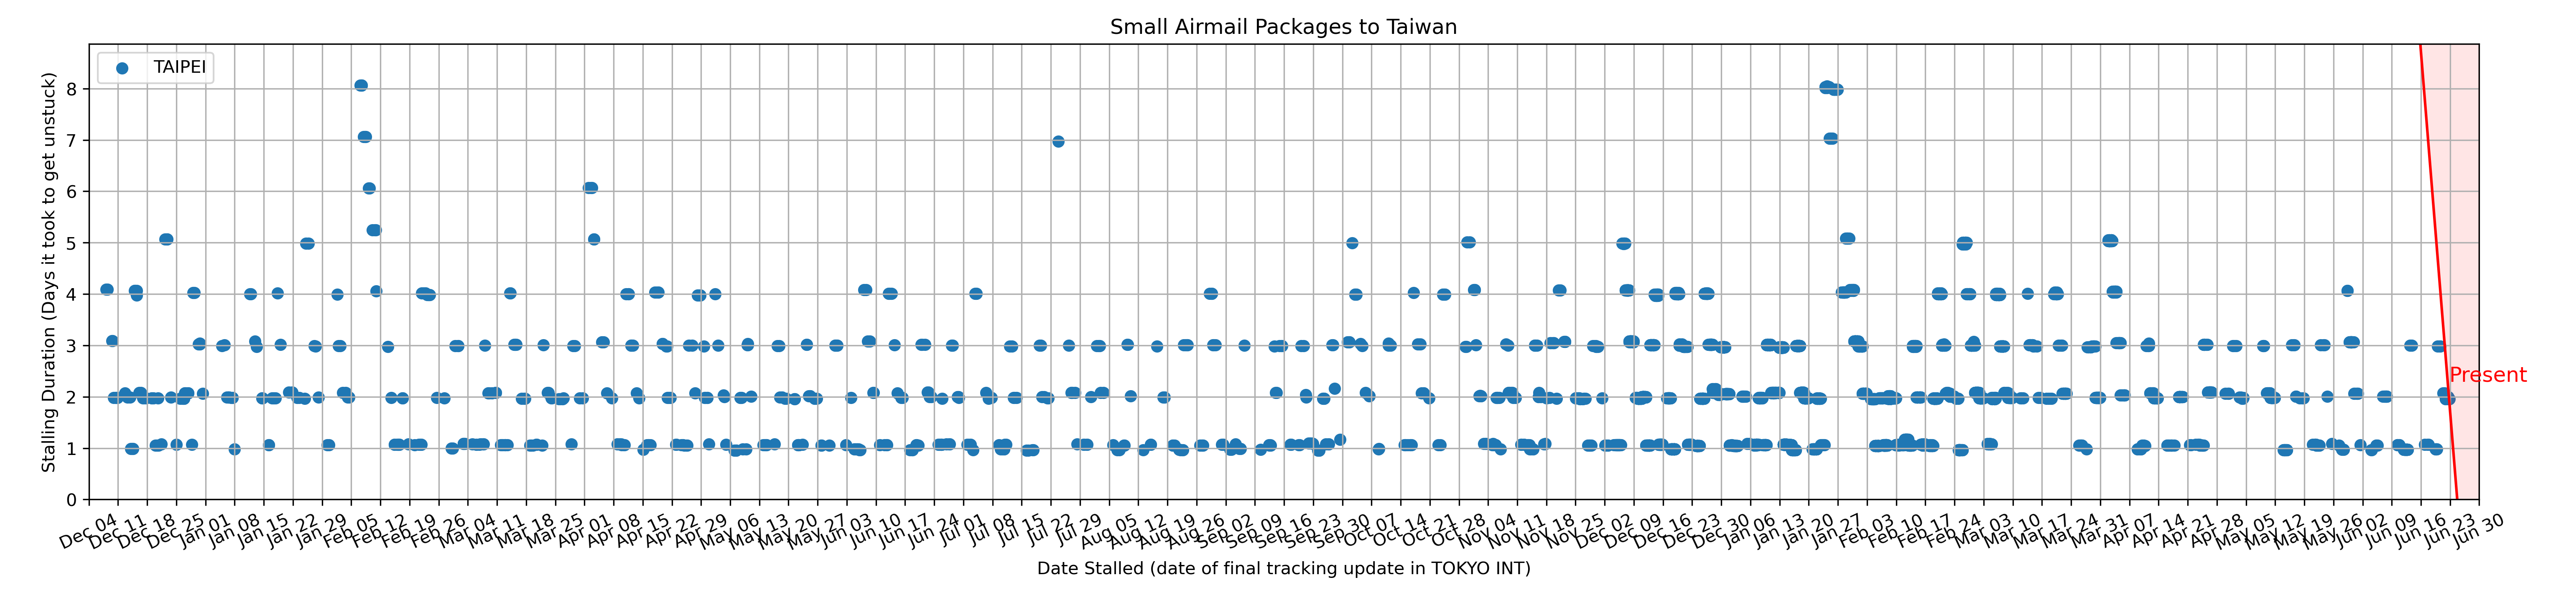 Small Airmail Packages to Taiwan
TAIPEI
Stalling Duration (Days it took to get unstuck)
8
7
6
5
4
3
2
1
0
Present
Dec 04
Dec 11
Dec 18
Dec 25
Jan 01
Jan 08
Jan 15
Jan 22
Jan 29
Feb 05
Feb 12
Feb 19
Feb 26
Mar 04
Mar 11
Mar 18
Mar 25
Apr 01
Apr 08
Apr 15
Apr 22
Apr 29
May 06
May 13
May 20
May 27
Jun 03
Jun 10
Jun 17
Jun 24
Jul 01
Jul 08
Jul 15
Jul 22
Jul 29
Aug 05
Aug 12
Aug 19
Aug 26
Sep 02
Sep 09
Sep 16
Sep 23
Sep 30
Oct 07
Oct 14
Oct 21
Oct 28
Nov 04
Nov 11
Nov 18
Nov 25
Dec 02
Dec 09
Dec 16
Dec 23
Dec 30
Jan 06
Jan 13
Jan 20
Jan 27
Feb 03
Feb 10
Feb 17
Feb 24
Mar 03
Mar 10
Mar 17
Mar 24
Mar 31
Apr 07
Apr 14
Apr 21
Apr 28
May 05
May 12
May 19
May 26
Jun 02
Jun 09
Jun 16
Jun 23
Jun 30
Date Stalled (date of final tracking update in TOKYO INT)